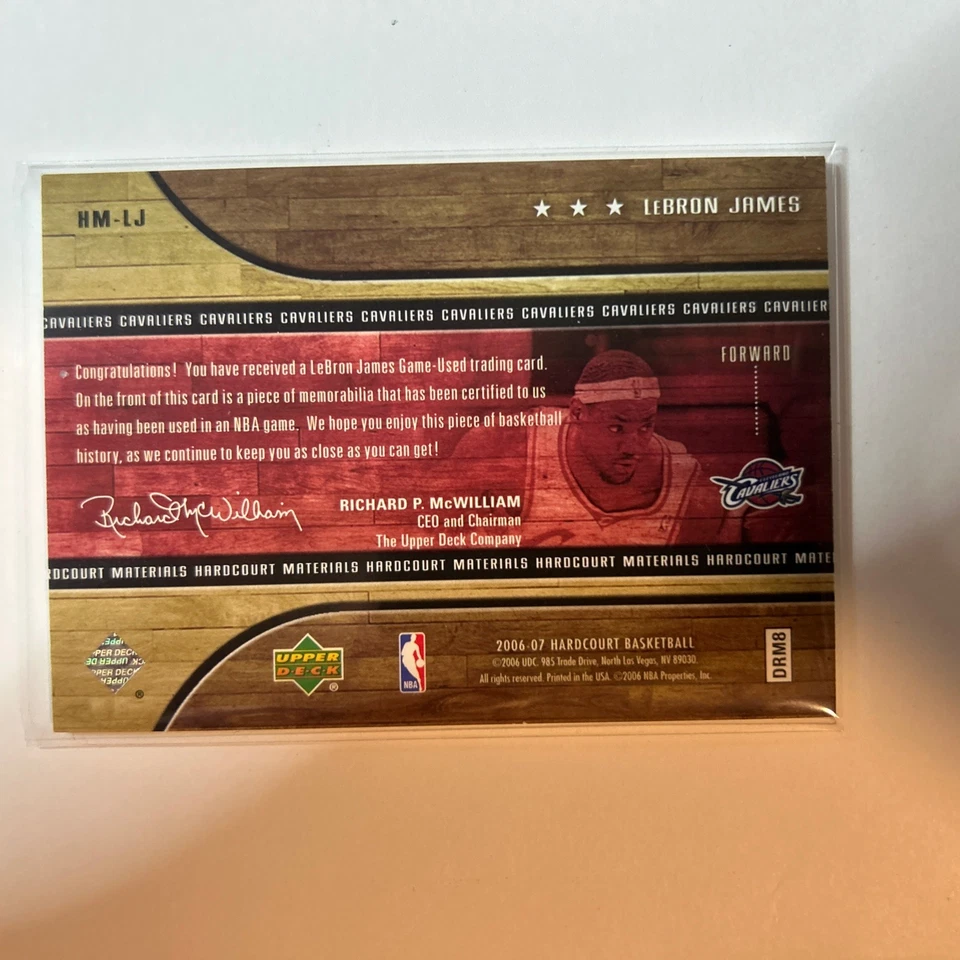 HM-LJ
★ ★ ★ LeBRON JAMES
CAVALIERS CAVALIERS CAVALIERS CAVALIERS CAVALIERS CAVALIERS CAVALIERS CAVALIERS CAVALIERS CAVALIER
FORWARD
Congratulations! You have received a LeBron James Game-Used trading card.
On the front of this card is a piece of memorabilia that has been certified to us
as having been used in an NBA game. We hope you enjoy this piece of basketball
history, as we continue to keep you as close as you can get!
CAVALIERS
Richard P. McWilliam
RICHARD P. McWILLIAM
CEO and Chairman
The Upper Deck Company
RDCOURT MATERIALS HARDCOURT MATERIALS HARDCOURT MATERIALS HARDCOURT MATERIALS HARDCOURT MATE
UPPER
DECK
®
NBA
2006-07 HARDCOURT BASKETBALL
©2006 UDC. 985 Trade Drive, North Las Vegas, NV 89030.
All rights reserved. Printed in the USA. ©2006 NBA Properties, Inc.
DRM8
®